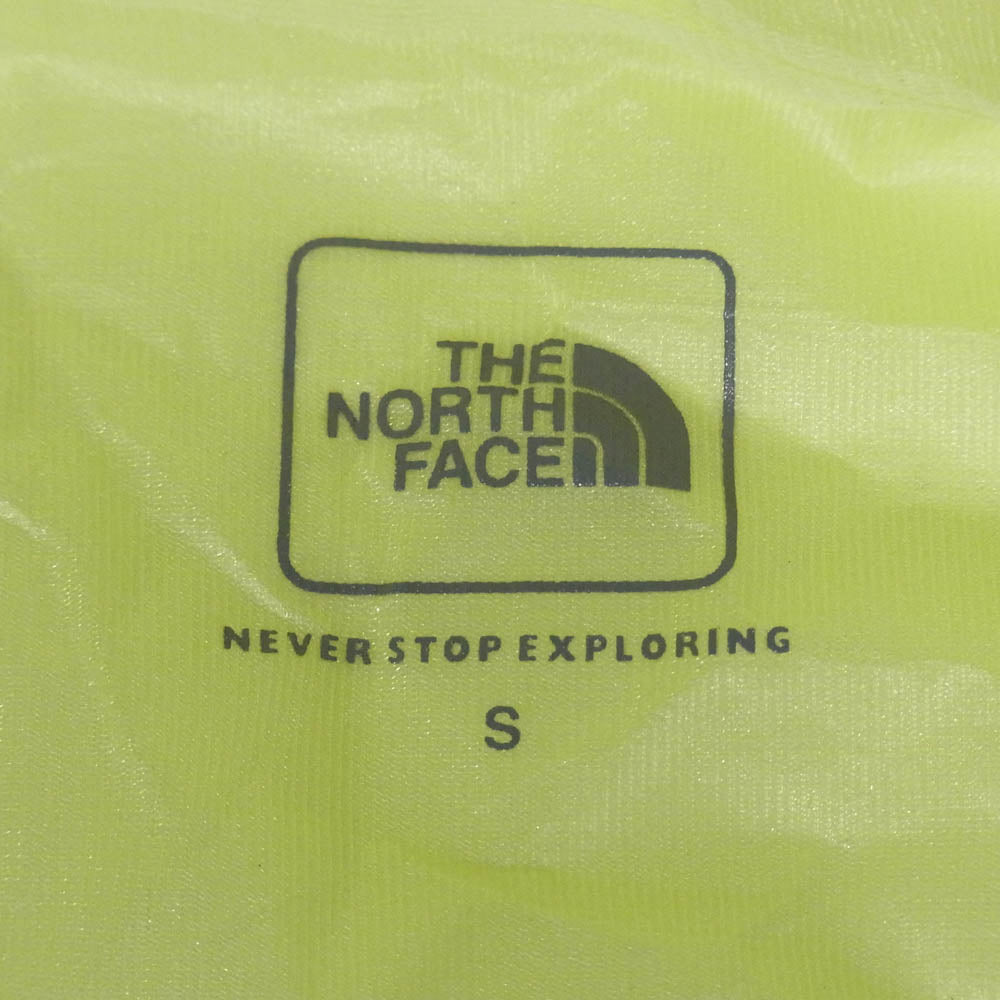 THE
NORTH
FACE
NEVER STOP EXPLORING
S